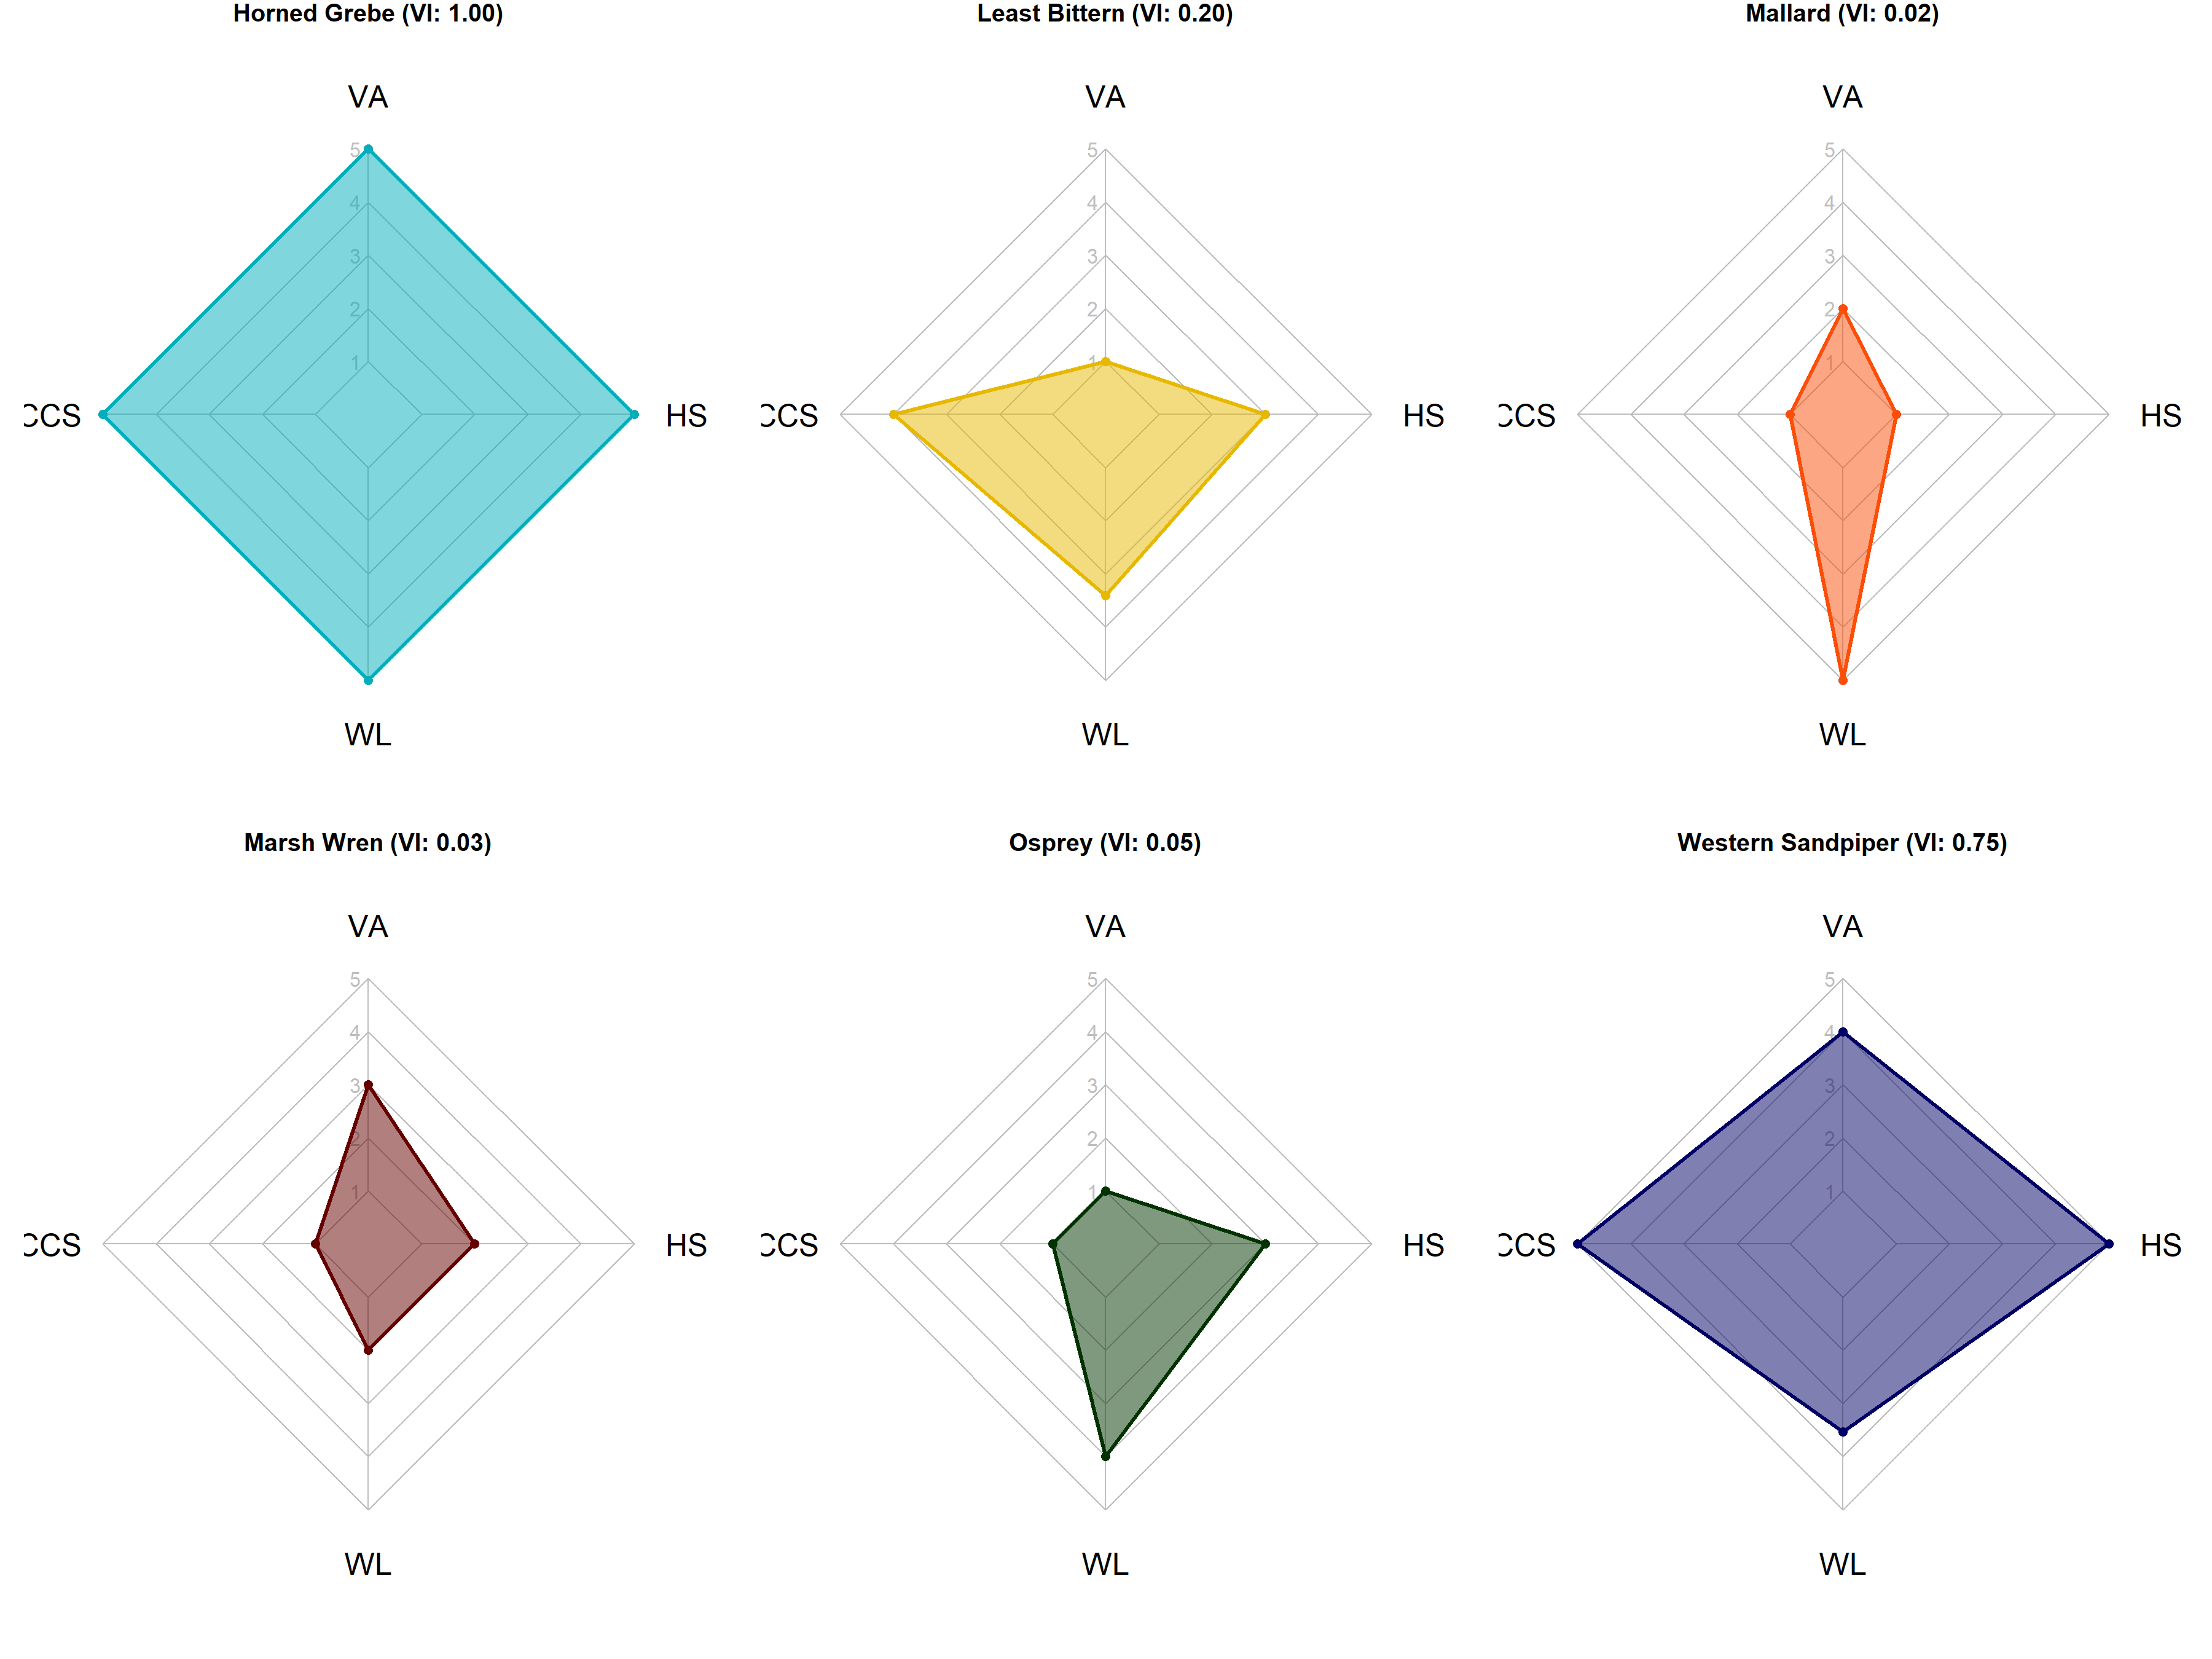 Horned Grebe (VI: 1.00)
VA
5
4
3
2
1
CCS
HS
WL
Least Bittern (VI: 0.20)
VA
5
4
3
2
1
CCS
HS
WL
Mallard (VI: 0.02)
VA
5
4
3
2
1
CCS
HS
WL
Marsh Wren (VI: 0.03)
VA
5
4
3
2
1
CCS
HS
WL
Osprey (VI: 0.05)
VA
5
4
3
2
1
CCS
HS
WL
Western Sandpiper (VI: 0.75)
VA
5
4
3
2
1
CCS
HS
WL